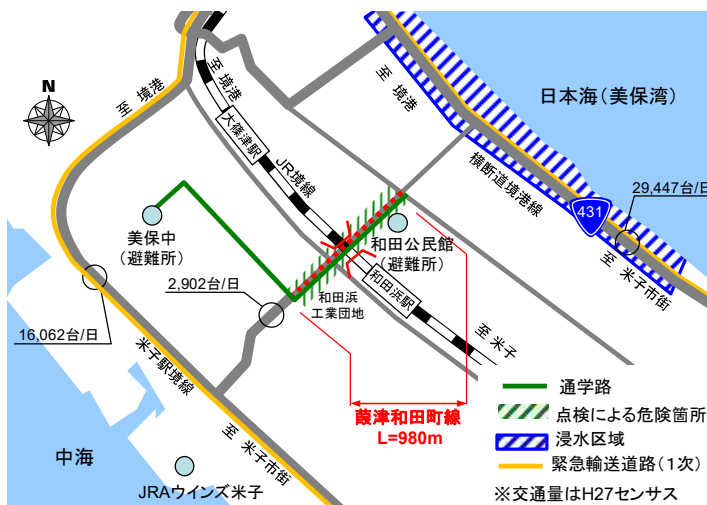 N
至 境港
至 境港
大篠津駅
JR境線
至 境港
日本海(美保湾)
横断道境港線
29,447台/日
431
至 米子市街
美保中
(避難所)
和田公民館
(避難所)
2,902台/日
和田浜
工業団地
和田浜駅
至 米子
16,062台/日
米子駅境線
至 米子市街
中海
JRAウインズ米子
葭津和田町線
L=980m
通学路
点検による危険箇所
浸水区域
緊急輸送道路(1次)
※交通量はH27センサス